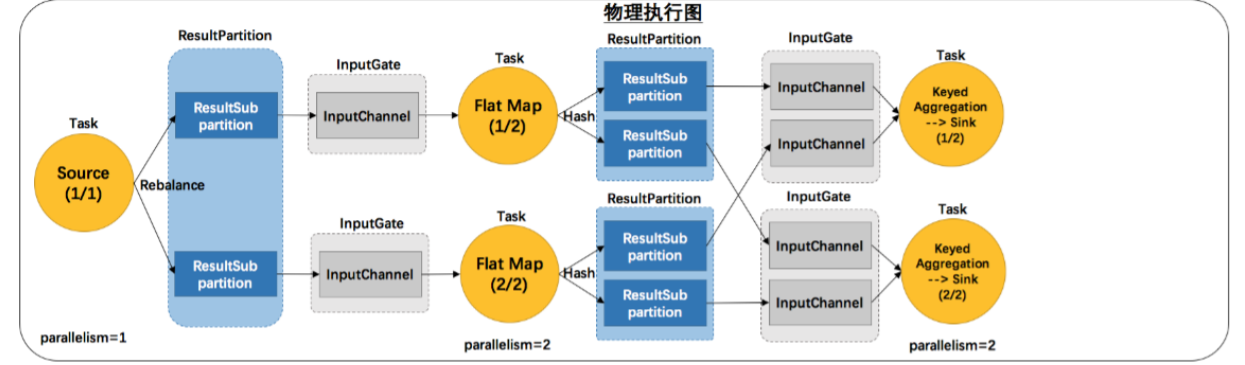 物理执行图
ResultPartition
InputGate
Task
ResultPartition
InputGate
Task
Task
ResultSub
partition
InputChannel
Flat Map
(1/2)
Hash
ResultSub
partition
ResultSub
partition
InputChannel
InputChannel
Keyed
Aggregation
--> Sink
(1/2)
Source
(1/1)
Rebalance
ResultSub
partition
InputGate
InputChannel
Task
Flat Map
(2/2)
Hash
ResultPartition
ResultSub
partition
ResultSub
partition
InputGate
InputChannel
InputChannel
Task
Keyed
Aggregation
--> Sink
(2/2)
parallelism=1
parallelism=2
parallelism=2